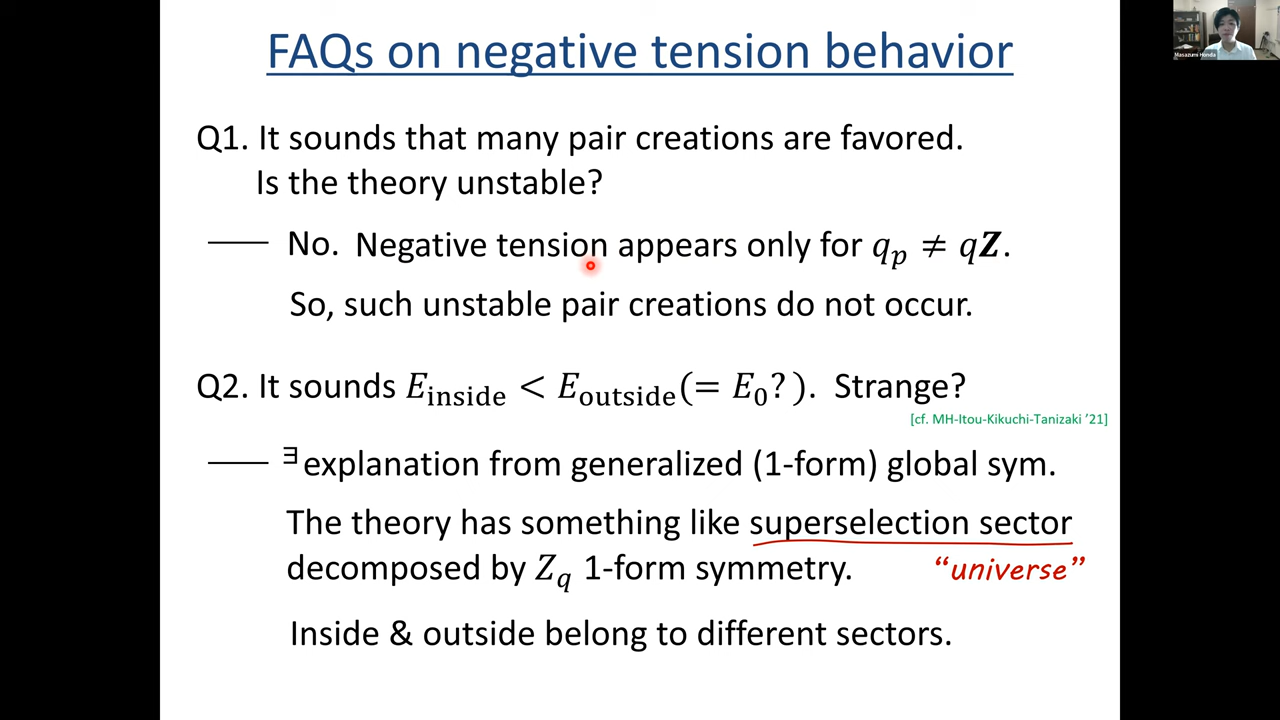 FAQs on negative tension behavior
Masazumi Honda
Q1. It sounds that many pair creations are favored.
Is the theory unstable?
No. Negative tension appears only for q_p ≠ qZ.
So, such unstable pair creations do not occur.
Q2. It sounds E_inside < E_outside(= E_0?). Strange?
[cf. MH-Itou-Kikuchi-Tanizaki ’21]
∃ explanation from generalized (1-form) global sym.
The theory has something like superselection sector
decomposed by Z_q 1-form symmetry.
“universe”
Inside & outside belong to different sectors.